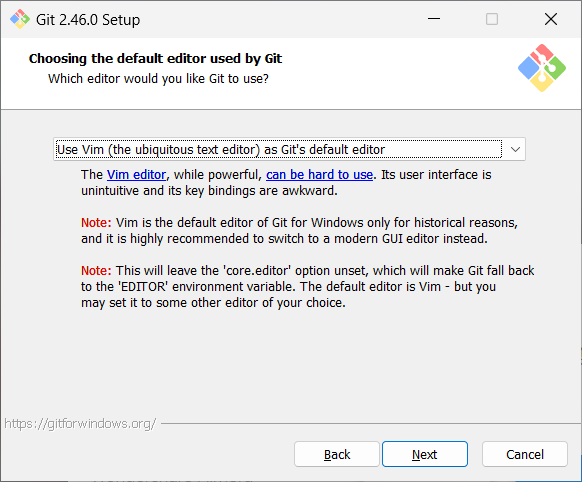 Git 2.46.0 Setup
Choosing the default editor used by Git
Which editor would you like Git to use?
Use Vim (the ubiquitous text editor) as Git's default editor
The Vim editor, while powerful, can be hard to use. Its user interface is
unintuitive and its key bindings are awkward.
Note: Vim is the default editor of Git for Windows only for historical reasons,
and it is highly recommended to switch to a modern GUI editor instead.
Note: This will leave the 'core.editor' option unset, which will make Git fall back
to the 'EDITOR' environment variable. The default editor is Vim - but you
may set it to some other editor of your choice.
https://gitforwindows.org/
Back Next Cancel